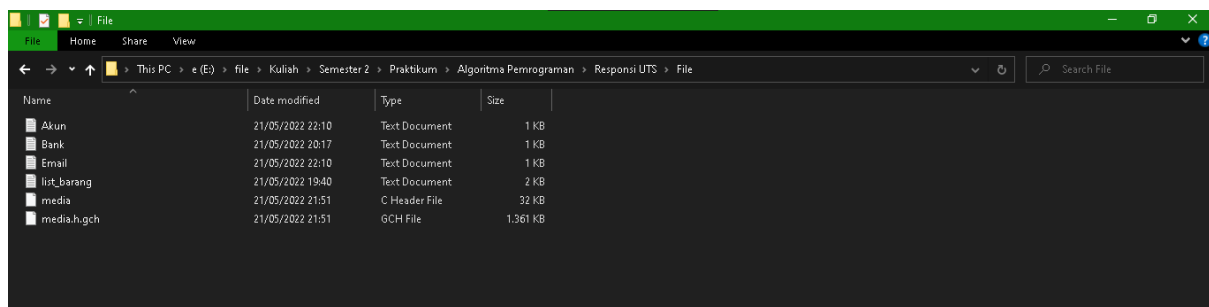 File
File Home Share View
This PC > e (E:) > file > Kuliah > Semester 2 > Praktikum > Algoritma Pemrograman > Responsi UTS > File Search File
Name Date modified Type Size
Akun 21/05/2022 22:10 Text Document 1 KB
Bank 21/05/2022 20:17 Text Document 1 KB
Email 21/05/2022 22:10 Text Document 1 KB
list_barang 21/05/2022 19:40 Text Document 2 KB
media 21/05/2022 21:51 C Header File 32 KB
media.h.gch 21/05/2022 21:51 GCH File 1.361 KB